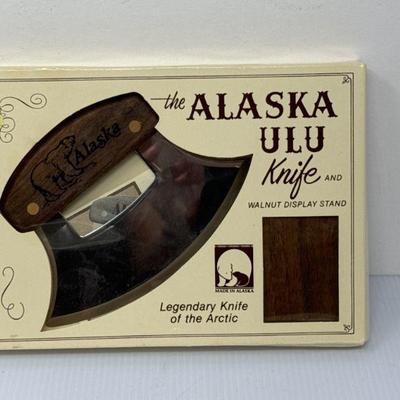 the ALASKA
ULU
Knife AND
WALNUT DISPLAY STAND
Alaska
MADE IN ALASKA
Legendary Knife
of the Arctic